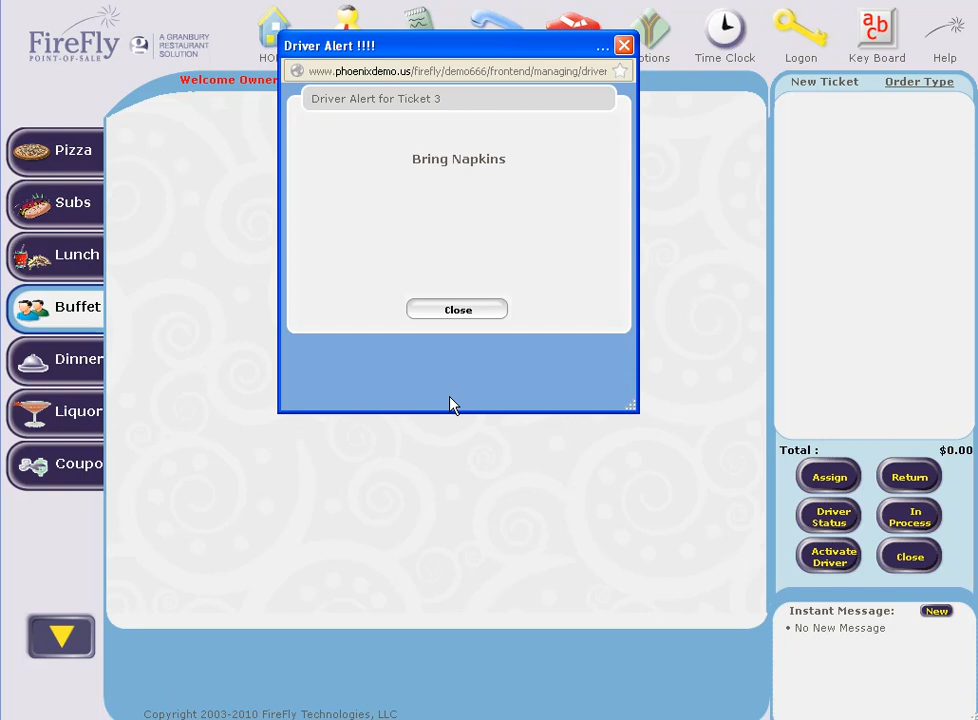 FireFly
POINT-OF-SALE
g
A GRANBURY
RESTAURANT
SOLUTION
Driver Alert !!!!
...
www.phoenixdemo.us/firefly/demo666/frontend/managing/driver
Driver Alert for Ticket 3
Bring Napkins
Close
Time Clock
Logon
abc
Key Board
Help
Welcome Owner
Pizza
Subs
Lunch
Buffet
Dinner
Liquor
Coupo
New Ticket Order Type
Total : $0.00
Assign Return
Driver Status
In Process
Activate Driver
Close
Instant Message: New
• No New Message
Copyright 2003-2010 FireFly Technologies, LLC